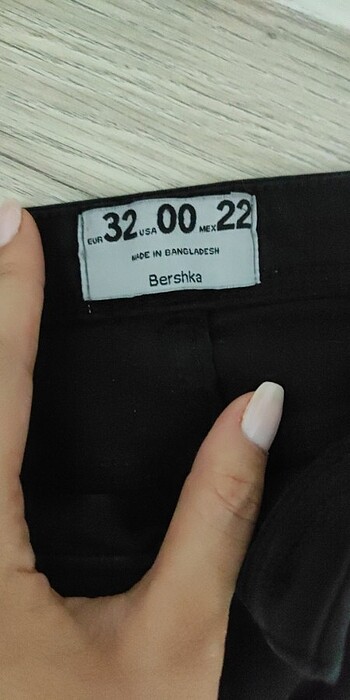 EUR 32 USA 00 MEX 22
MADE IN BANGLADESH
Bershka